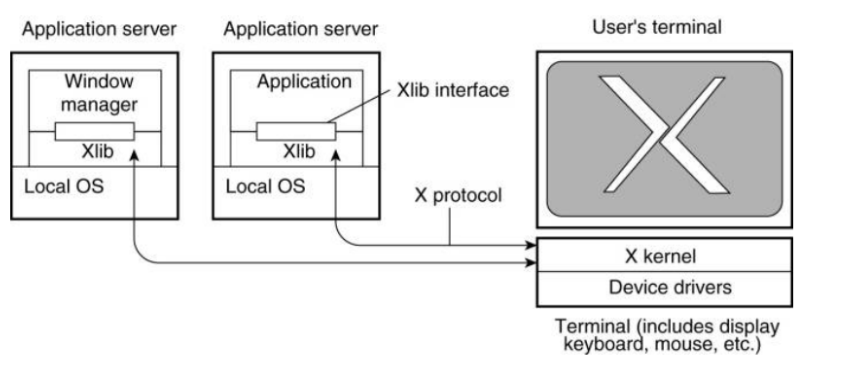 Application server
Application server
User's terminal
Window
manager
Application
Xlib interface
Xlib
Xlib
Local OS
Local OS
X protocol
X kernel
Device drivers
Terminal (includes display
keyboard, mouse, etc.)